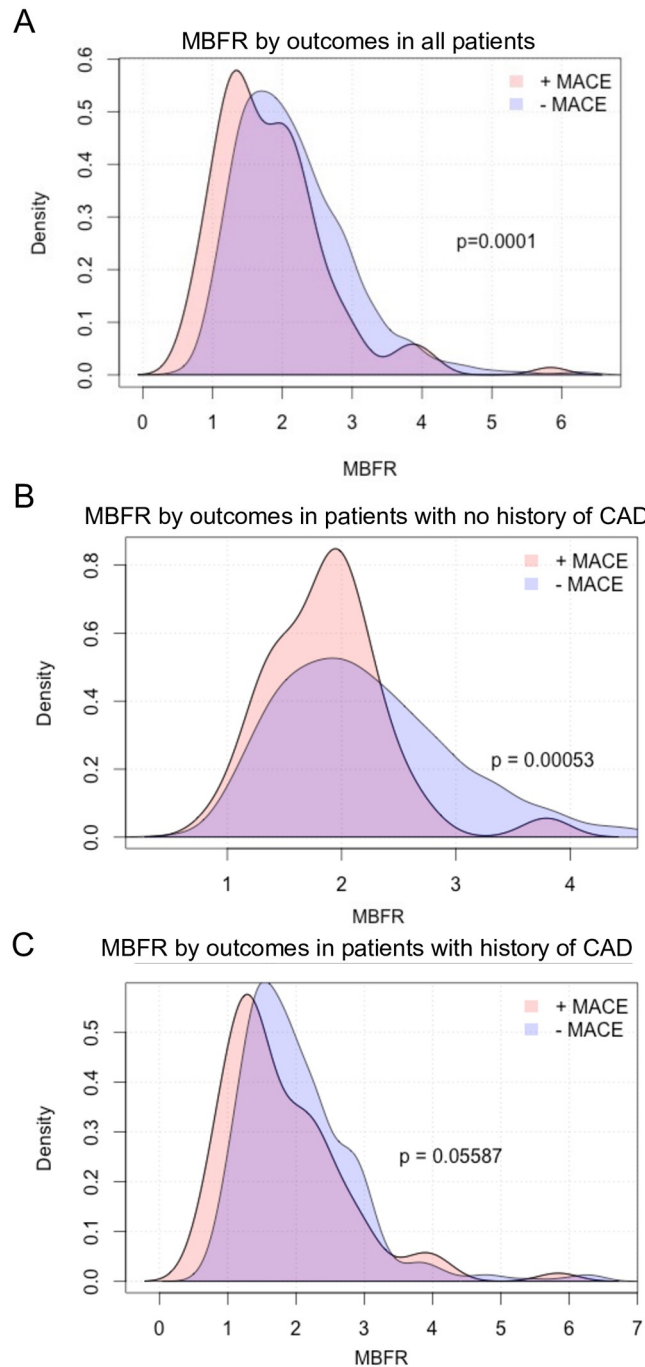 A
MBFR by outcomes in all patients
+ MACE
- MACE
p=0.0001
Density
0.0 0.1 0.2 0.3 0.4 0.5 0.6
0 1 2 3 4 5 6
MBFR
B
MBFR by outcomes in patients with no history of CAD
+ MACE
- MACE
p = 0.00053
Density
0.0 0.2 0.4 0.6 0.8
1 2 3 4
MBFR
C
MBFR by outcomes in patients with history of CAD
+ MACE
- MACE
p = 0.05587
Density
0.0 0.1 0.2 0.3 0.4 0.5
0 1 2 3 4 5 6 7
MBFR